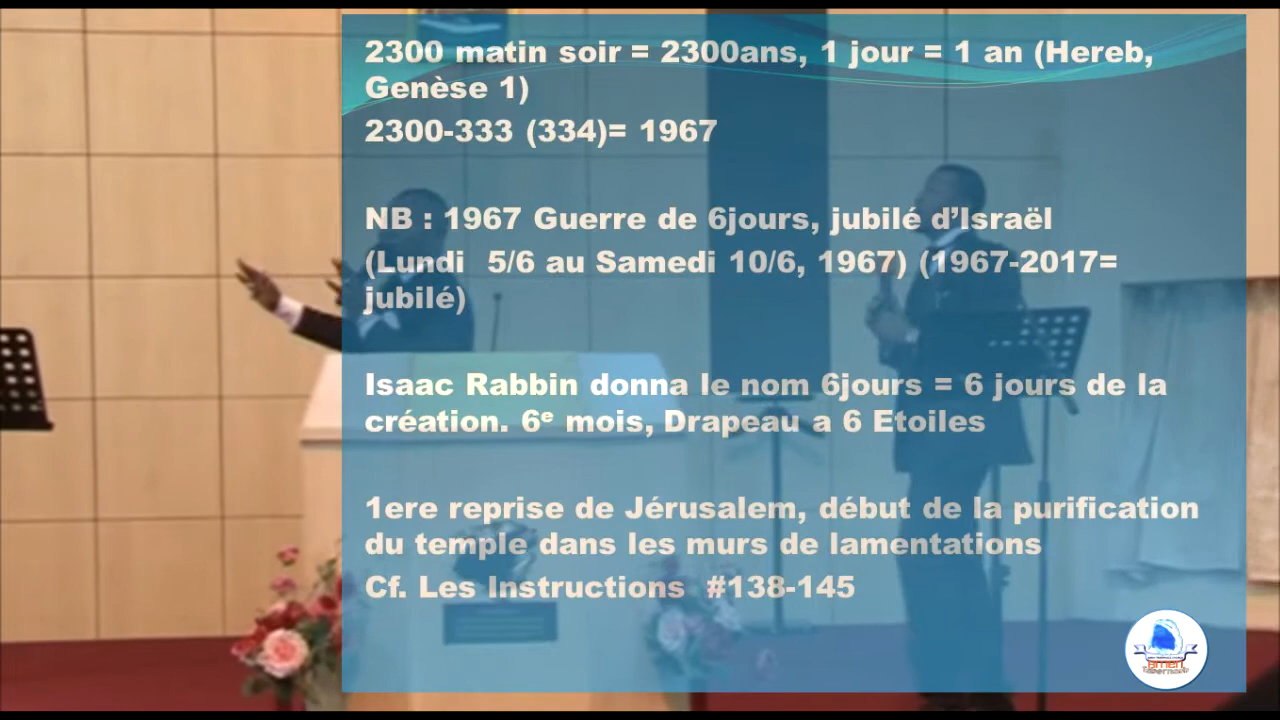 2300 matin soir = 2300ans, 1 jour = 1 an (Hereb,
Genèse 1)
2300-333 (334)= 1967
NB : 1967 Guerre de 6jours, jubilé d’Israël
(Lundi 5/6 au Samedi 10/6, 1967) (1967-2017=
jubilé)
Isaac Rabbin donna le nom 6jours = 6 jours de la
création. 6e mois, Drapeau a 6 Etoiles
1ere reprise de Jérusalem, début de la purification
du temple dans les murs de lamentations
Cf. Les Instructions #138-145